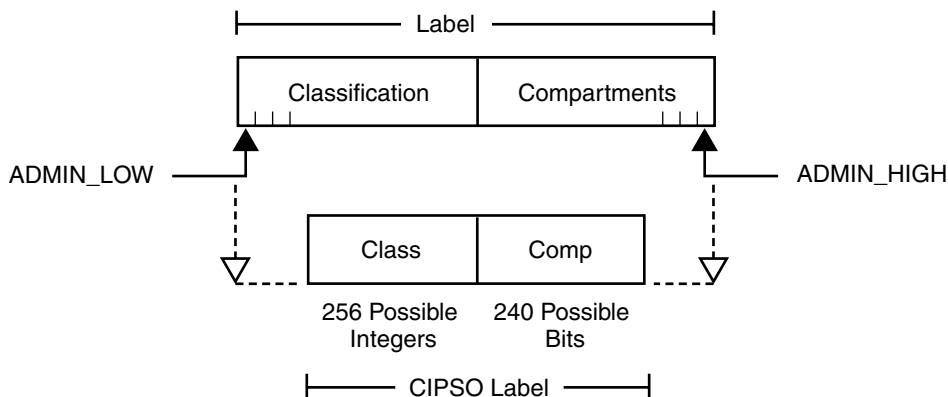 Label
Classification
Compartments
ADMIN_LOW
ADMIN_HIGH
Class
Comp
256 Possible
Integers
240 Possible
Bits
CIPSO Label